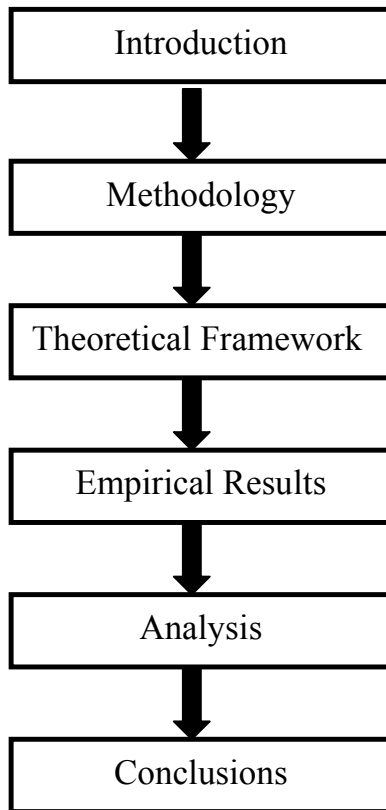 Introduction
Methodology
Theoretical Framework
Empirical Results
Analysis
Conclusions